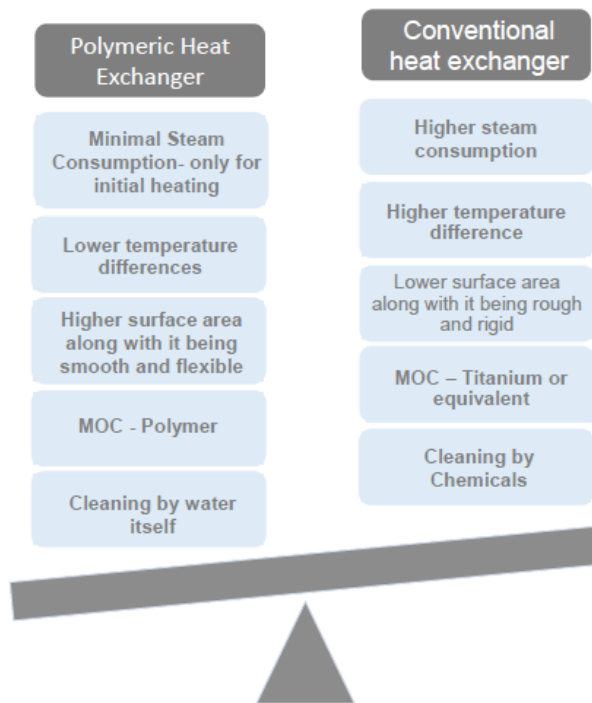 Polymeric Heat
Exchanger
Minimal Steam
Consumption- only for
initial heating
Lower temperature
differences
Higher surface area
along with it being
smooth and flexible
MOC - Polymer
Cleaning by water
itself
Conventional
heat exchanger
Higher steam
consumption
Higher temperature
difference
Lower surface area
along with it being rough
and rigid
MOC – Titanium or
equivalent
Cleaning by
Chemicals